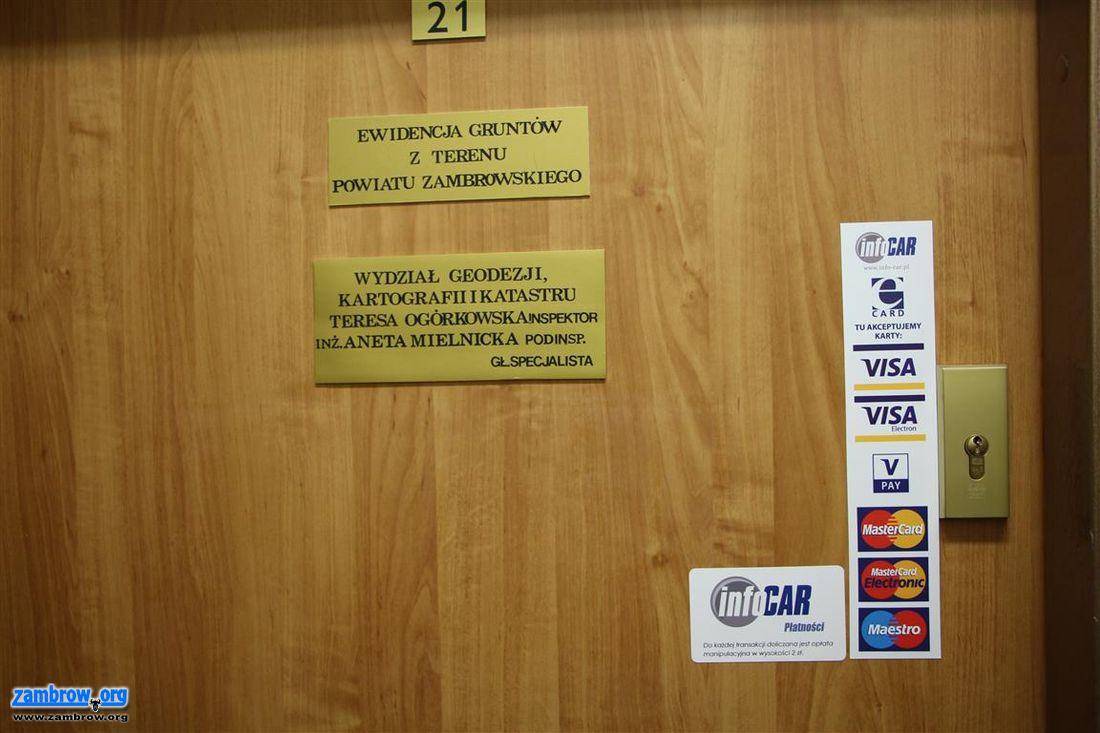 21
EWIDENCJA GRUNTÓW
Z TERENU
POWIATU ZAMBROWSKIEGO
WYDZIAŁ GEODEZJI,
KARTOGRAFII I KATASTRU
TERESA OGÓRKOWSKA INSPEKTOR
INŻ. ANETA MIELNICKA PODINSP.
GŁ. SPECJALISTA
infoCAR
www.info-car.pl
e
CARD
TU AKCEPTUJEMY
KARTY:
VISA
VISA
Electron
V
PAY
MasterCard
MasterCard
Electronic
Maestro
infoCAR
Płatności
Do każdej transakcji doliczana jest opłata
manipulacyjna w wysokości 2 zł.
zambrow.org
www.zambrow.org